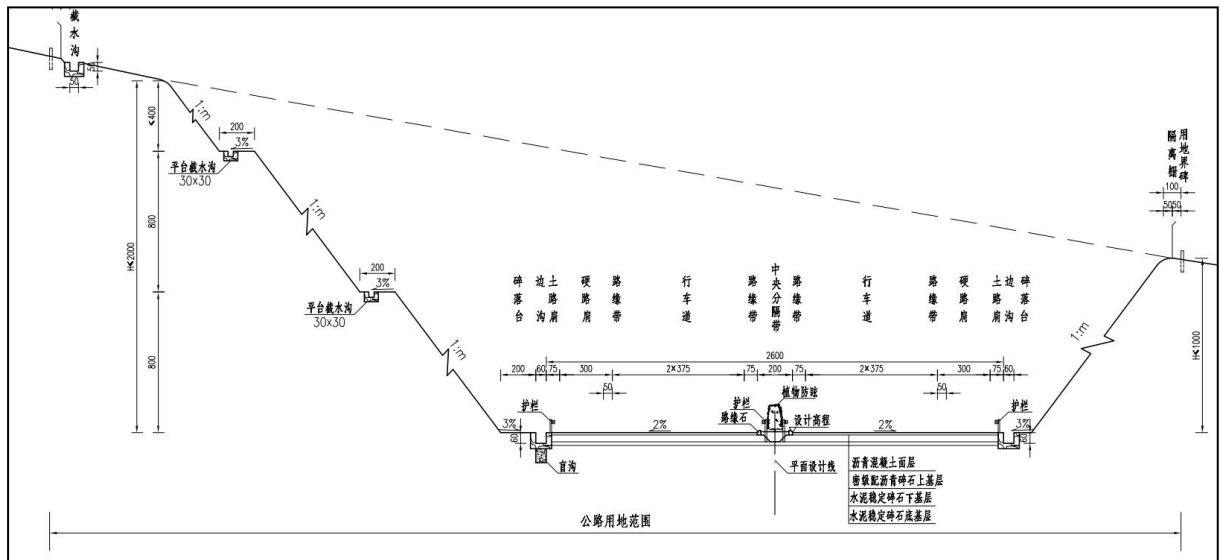 截水沟
50
50
1:m
200
3%
平台截水沟
30x30
≤400
800
800
H≤2000
1:m
200
3%
平台截水沟
30x30
1:m
隔离栅
用地界碑
100
50 50
1:m
H≤1000
碎落台
边沟
土路肩
硬路肩
路缘带
行车道
路缘带
中央分隔带
路缘带
行车道
路缘带
硬路肩
土路肩
边沟
碎落台
2600
200 60 75 300 2×375 75 200 75 2×375 300 75 60
50
50
植物防眩
护栏
护栏
路缘石
设计高程
护栏
3%
60
2%
2%
3%
60
盲沟
平面设计线
沥青混凝土面层
密级配沥青碎石上基层
水泥稳定碎石下基层
水泥稳定碎石底基层
公路用地范围